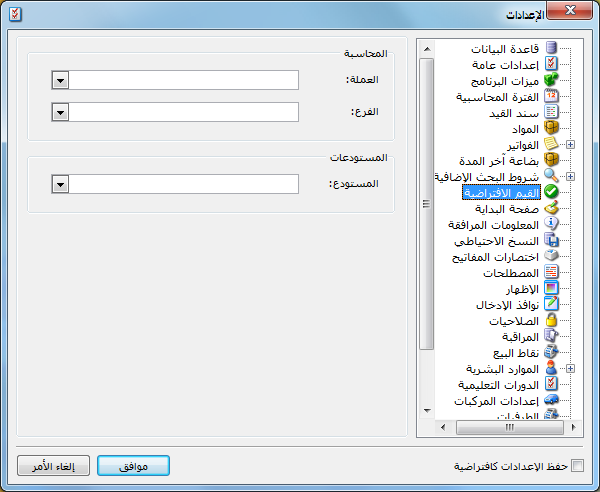 الإعدادات
قاعدة البيانات
إعدادات عامة
ميزات البرنامج
الفترة المحاسبية
سند القيد
المواد
الفواتير
بضاعة آخر المدة
شروط البحث الإضافية
القيم الافتراضية
صفحة البداية
المعلومات المرافقة
النسخ الاحتياطي
اختصارات المفاتيح
المصطلحات
الإظهار
نوافذ الإدخال
الصلاحيات
المراقبة
نقاط البيع
الموارد البشرية
الدورات التعليمية
إعدادات المركبات
الطرفيات
المحاسبة
العملة:
الفرع:
المستودعات
المستودع:
حفظ الإعدادات كافتراضية
موافق
إلغاء الأمر